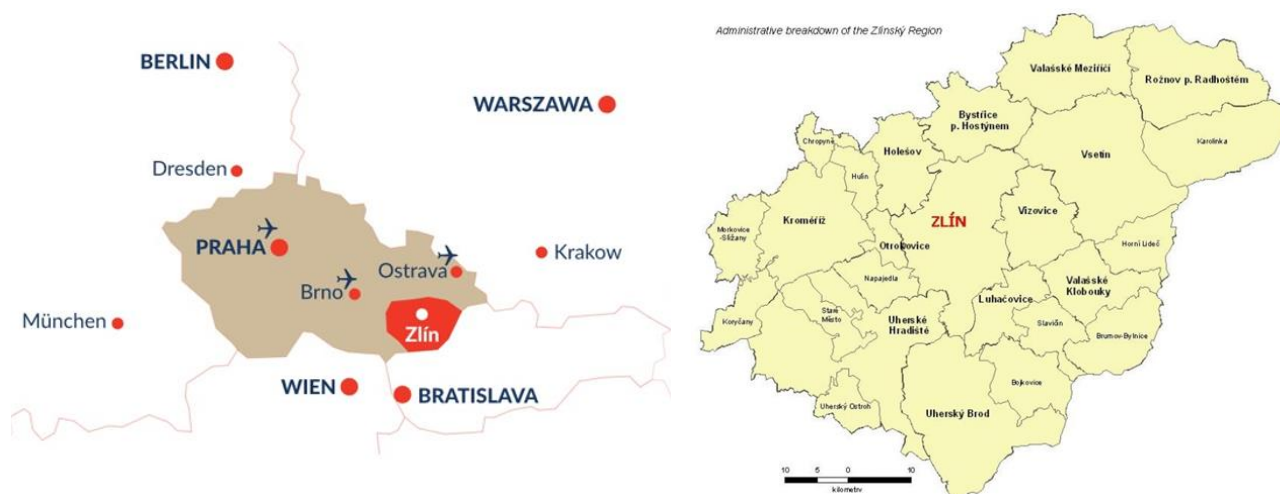 BERLIN
WARSZAWA
Dresden
PRAHA
Ostrava
Krakow
Brno
München
Zlín
WIEN
BRATISLAVA
Administrative breakdown of the Zlínský Region
Valašské Meziříčí
Rožnov p. Radhoštěm
Bystřice
p. Hostýnem
Chropyně
Holešov
Vsetín
Karolinka
Hulín
Kroměříž
ZLÍN
Vizovice
Morkovice
-Slížany
Otrokovice
Horní Lideč
Napajedla
Valašské
Klobouky
Luhačovice
Koryčany
Staré
Město
Uherské
Hradiště
Slavičín
Brumov-Bylnice
Bojkovice
Uherský Ostroh
Uherský Brod
10 5 0 10
kilometry